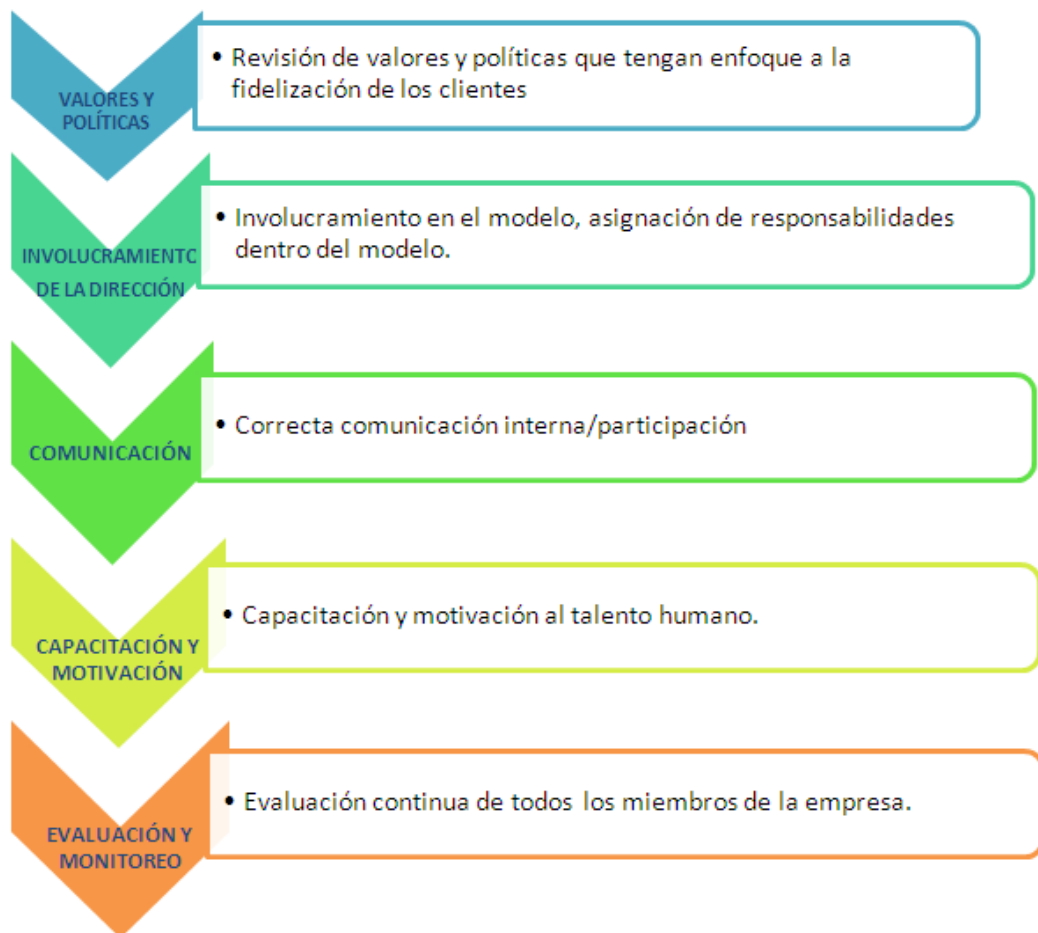 VALORES Y
POLÍTICAS
• Revisión de valores y políticas que tengan enfoque a la
fidelización de los clientes
INVOLUCRAMIENTC
DE LA DIRECCIÓN
• Involucramiento en el modelo, asignación de responsabilidades
dentro del modelo.
COMUNICACIÓN
• Correcta comunicación interna/participación
CAPACITACIÓN Y
MOTIVACIÓN
• Capacitación y motivación al talento humano.
EVALUACIÓN Y
MONITOREO
• Evaluación continua de todos los miembros de la empresa.